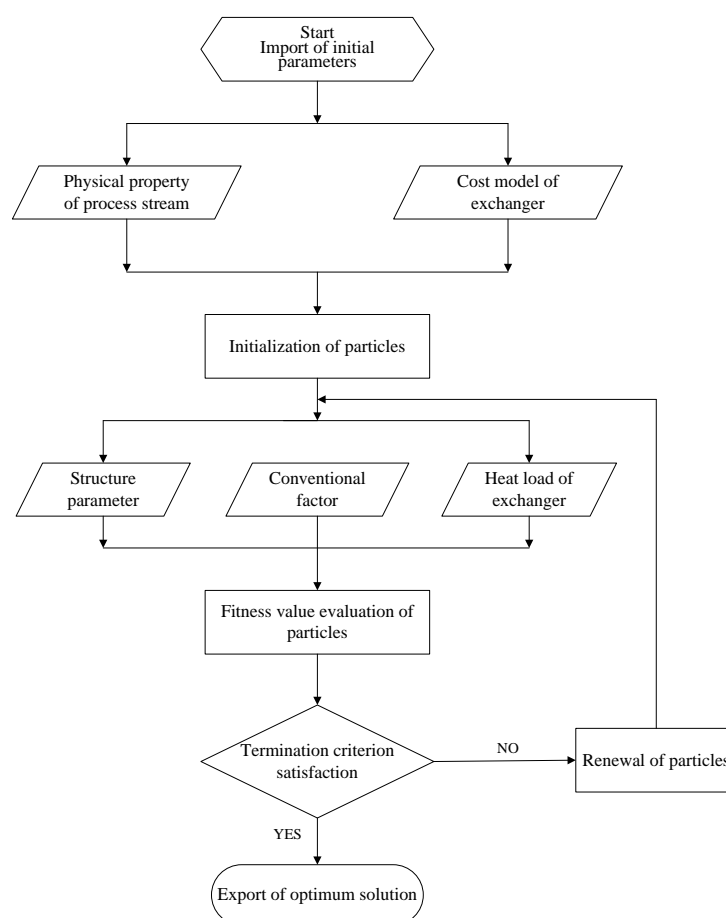 Start
Import of initial
parameters
Physical property
of process stream
Cost model of
exchanger
Initialization of particles
Structure
parameter
Conventional
factor
Heat load of
exchanger
Fitness value evaluation of
particles
Termination criterion
satisfaction
NO
Renewal of particles
YES
Export of optimum solution